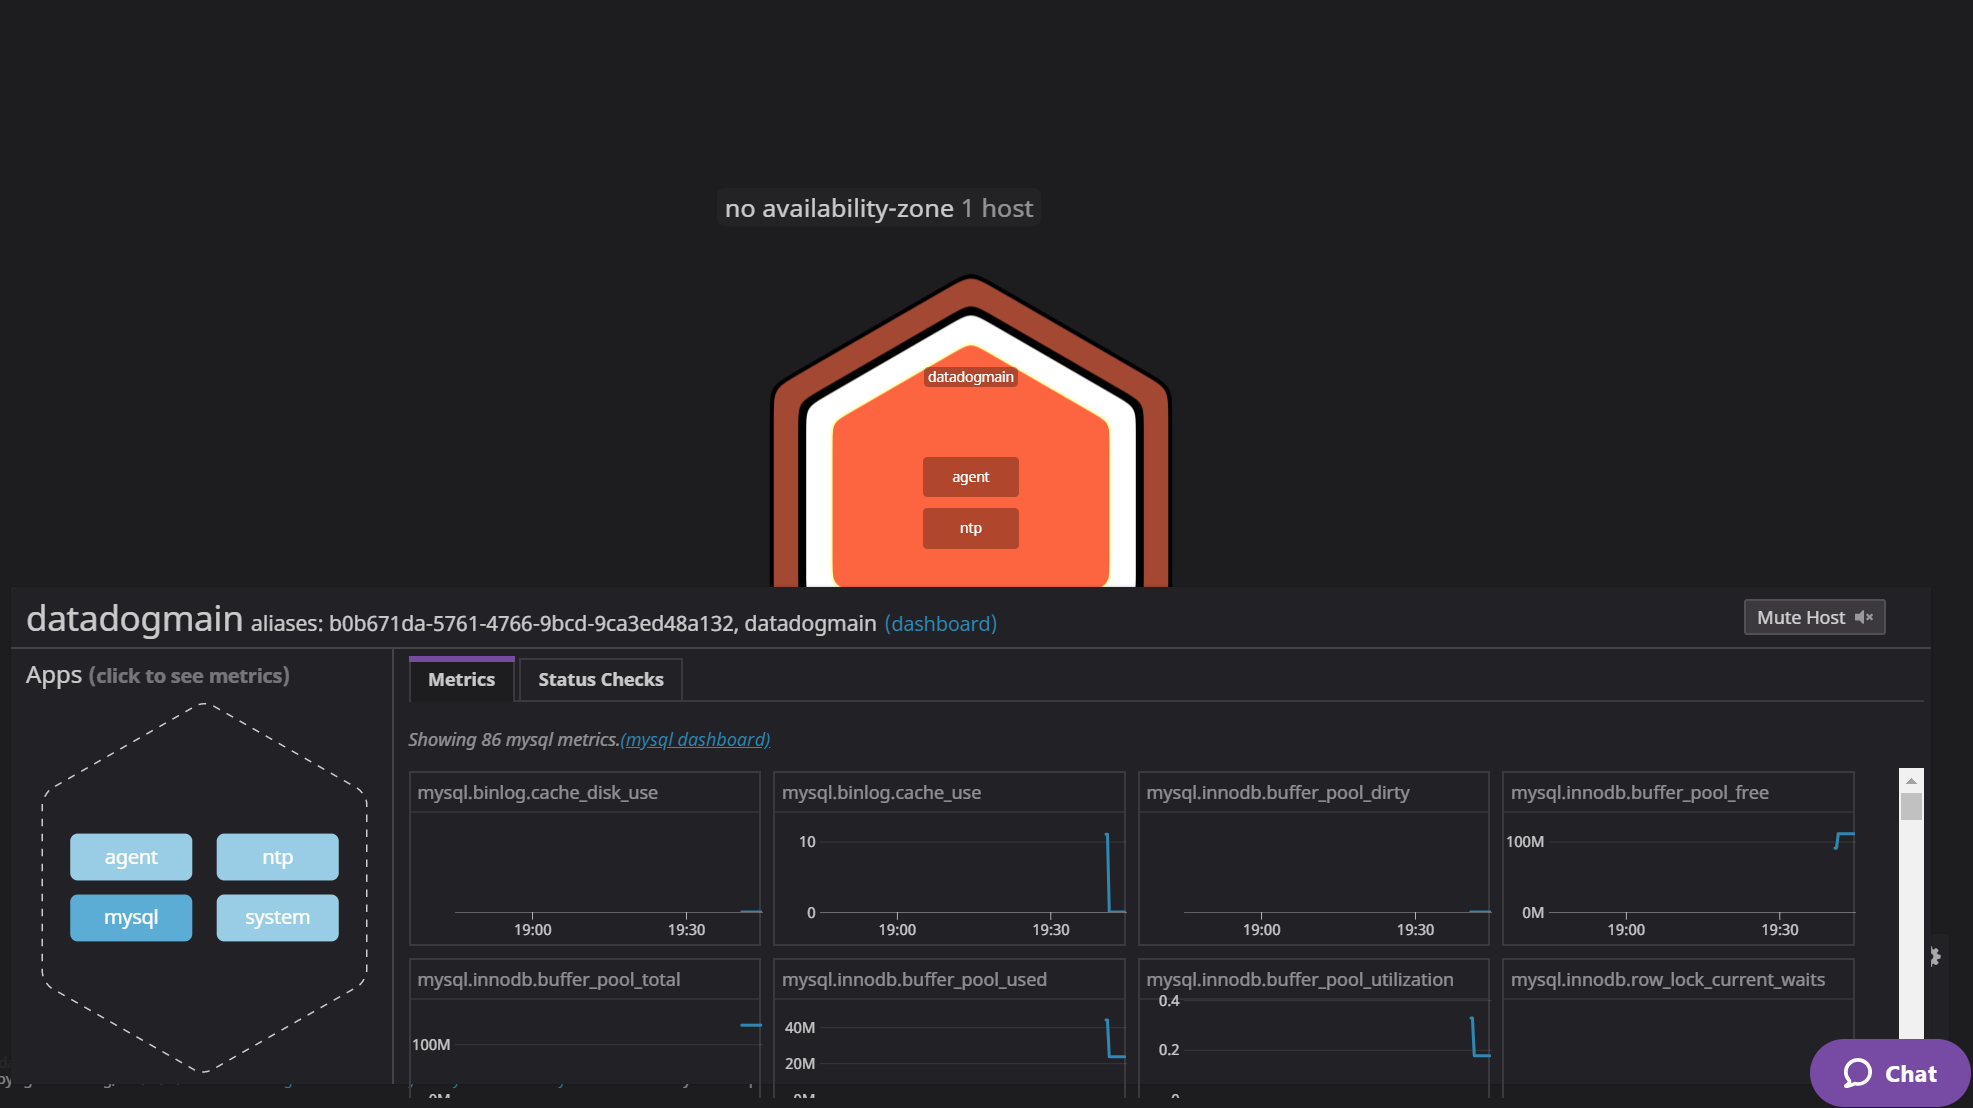 no availability-zone 1 host
datadogmain
agent
ntp
datadogmain aliases: b0b671da-5761-4766-9bcd-9ca3ed48a132, datadogmain (dashboard)
Mute Host
Apps (click to see metrics)
agent
ntp
mysql
system
Metrics
Status Checks
Showing 86 mysql metrics.(mysql dashboard)
mysql.binlog.cache_disk_use
19:00
19:30
mysql.binlog.cache_use
10
0
19:00
19:30
mysql.innodb.buffer_pool_dirty
19:00
19:30
mysql.innodb.buffer_pool_free
100M
0M
19:00
19:30
mysql.innodb.buffer_pool_total
100M
mysql.innodb.buffer_pool_used
40M
20M
mysql.innodb.buffer_pool_utilization
0.4
0.2
mysql.innodb.row_lock_current_waits
Chat